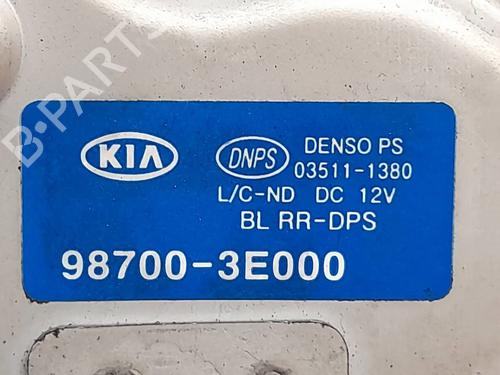 B-PARTS
KIA
DNPS
DENSO PS
03511-1380
L/C-ND DC 12V
BL RR-DPS
98700-3E000